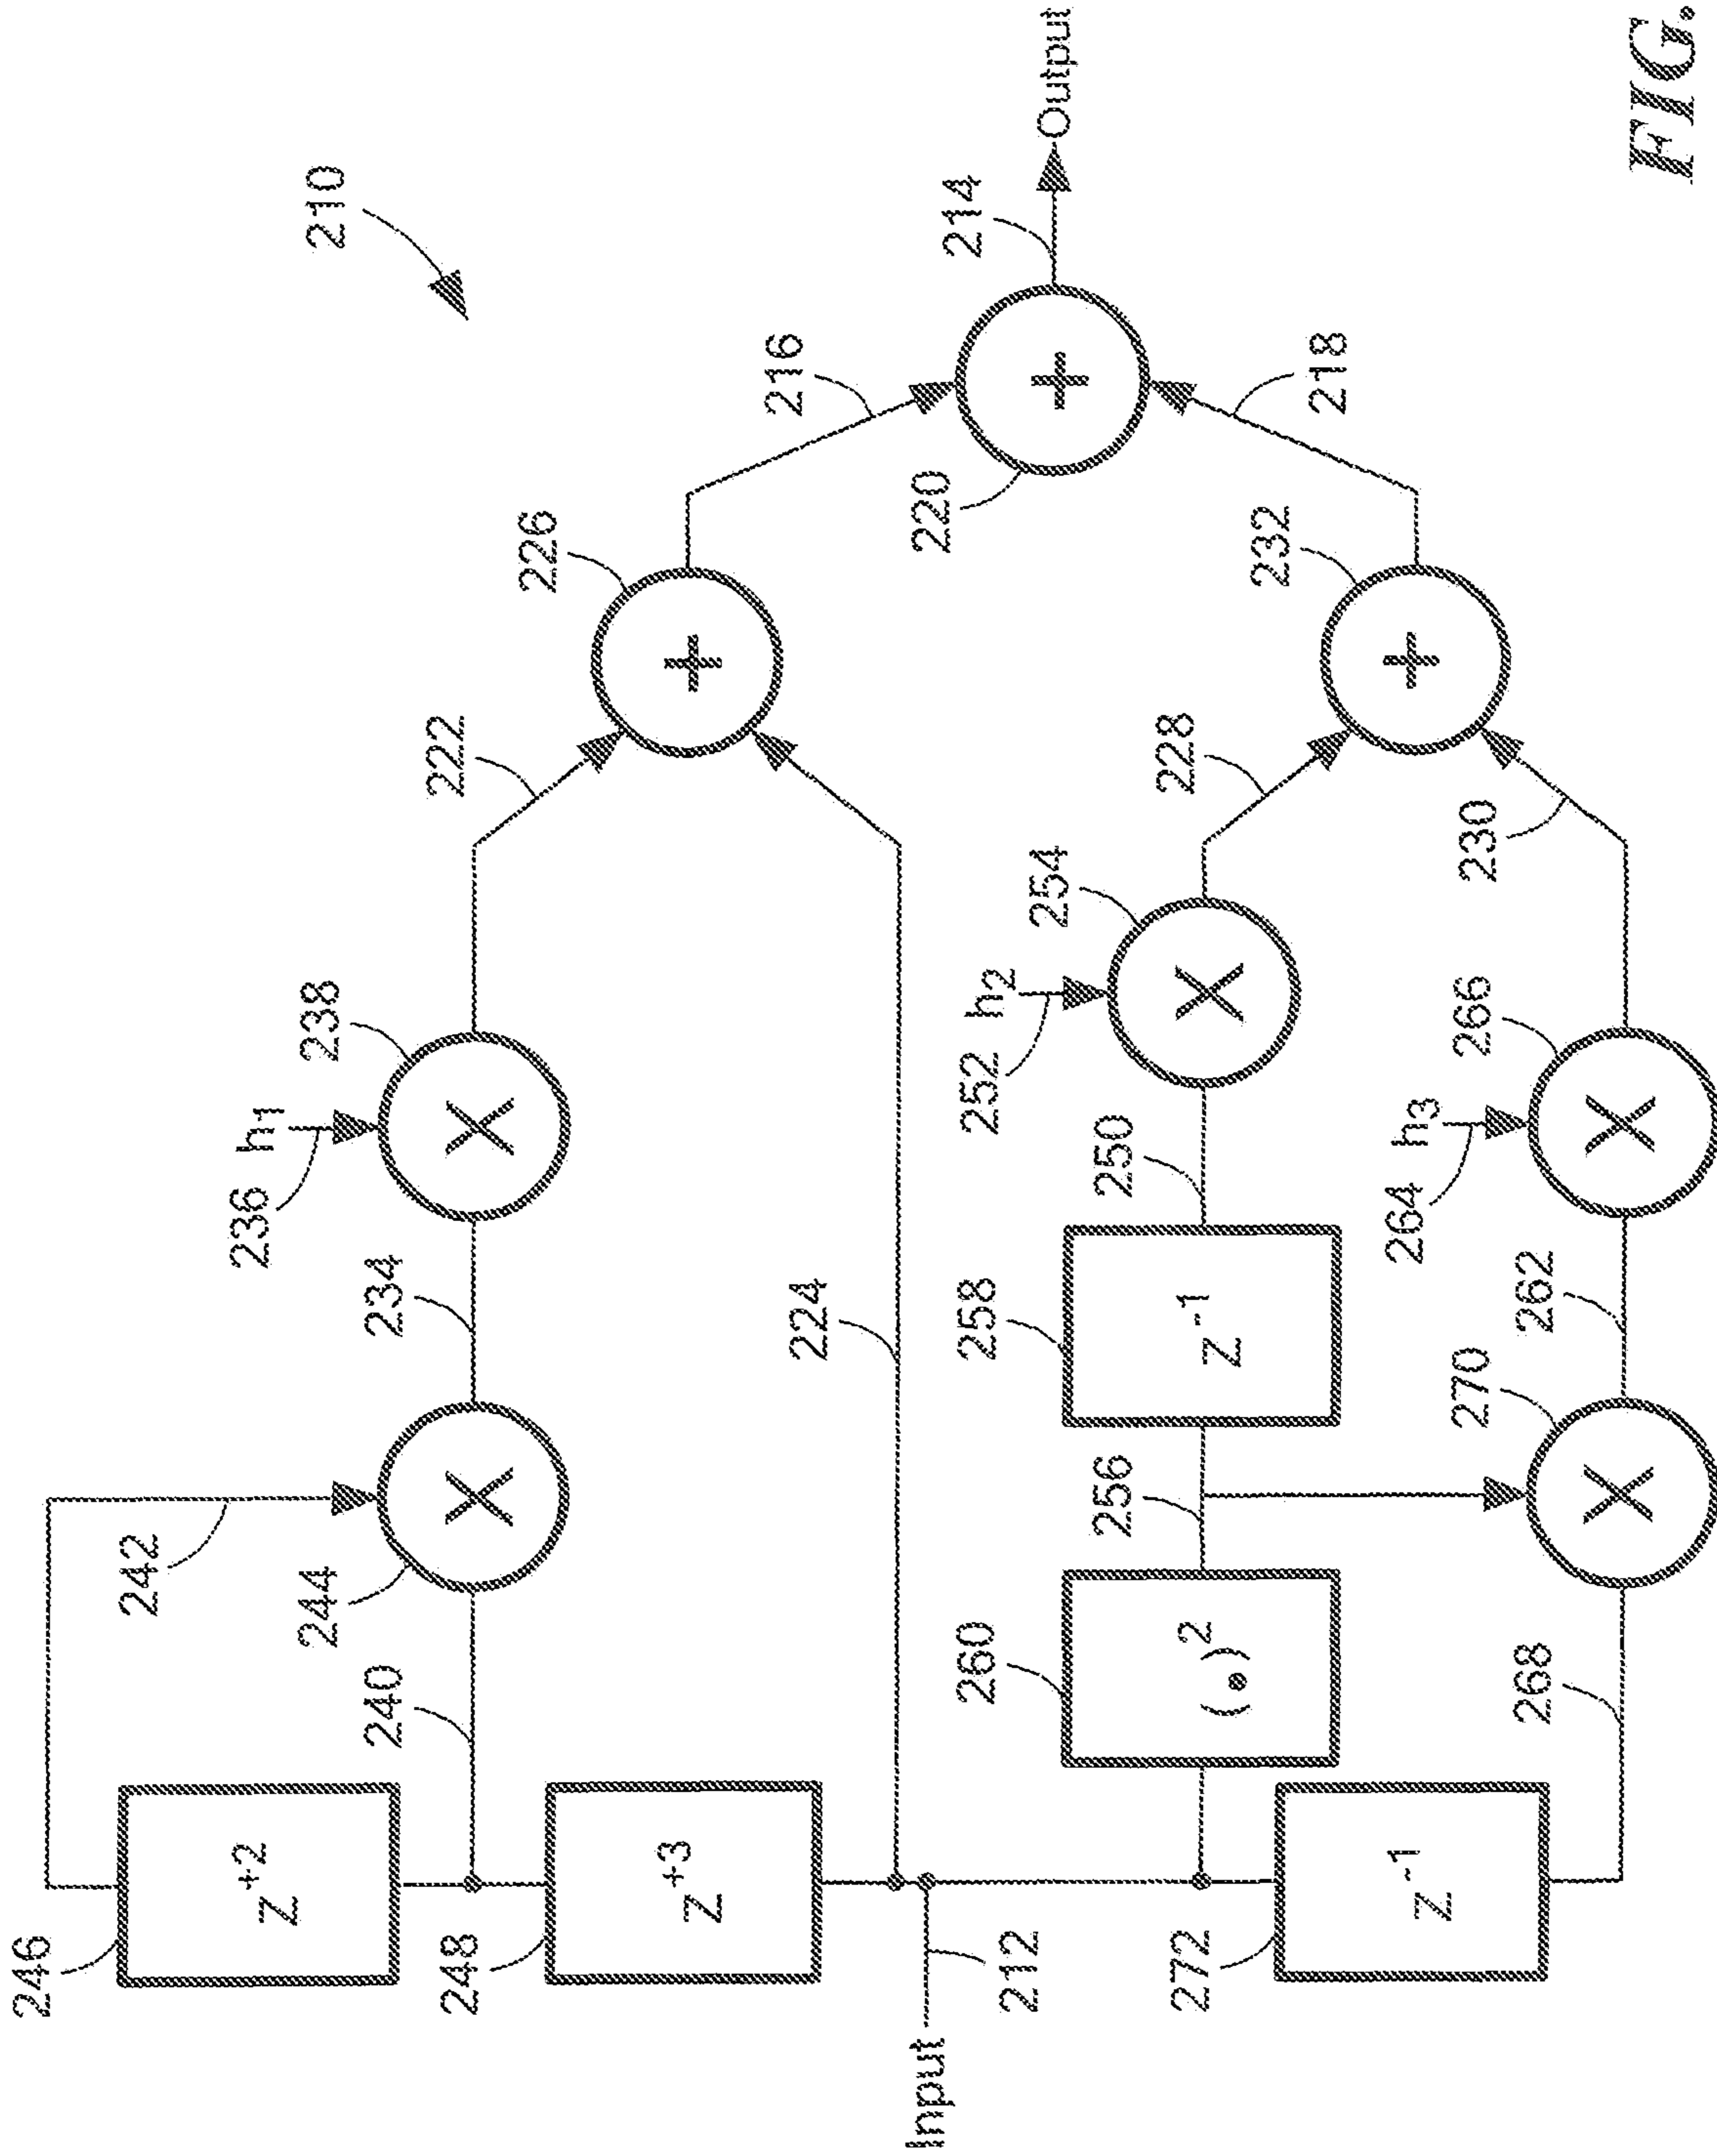 210
246
z+2
242
244
X
240
234
236
h1
238
X
222
226
+
216
248
z+3
224
Input
212
220
+
214
Output
260
(•)2
256
258
z-1
250
252
h2
254
X
228
232
+
218
272
z-1
268
270
X
262
264
h3
266
X
230
FIG.